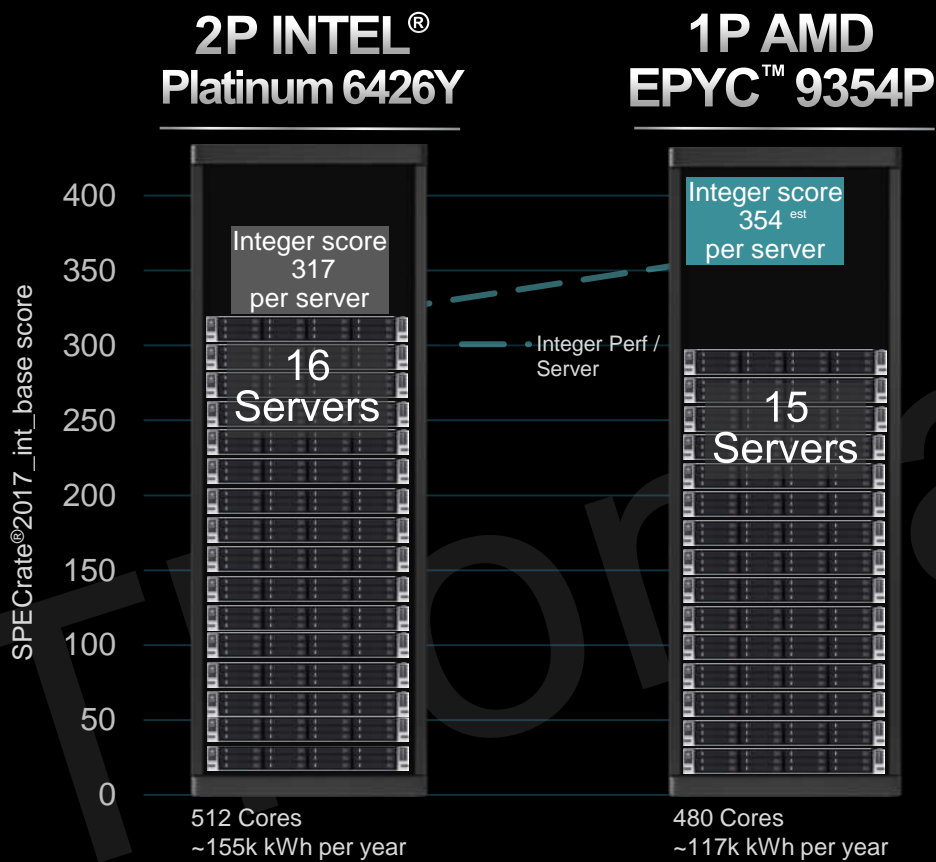 2P INTEL®
Platinum 6426Y
1P AMD
EPYC™ 9354P
SPECrate®2017_int_base score
400
350
300
250
200
150
100
50
0
Integer score
317
per server
16
Servers
Integer Perf /
Server
Integer score
354 est
per server
15
Servers
512 Cores
~155k kWh per year
480 Cores
~117k kWh per year